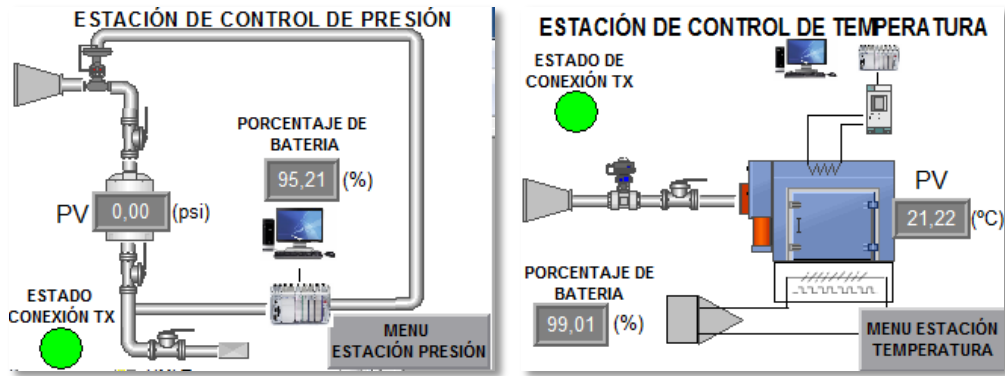 ESTACIÓN DE CONTROL DE PRESIÓN
PORCENTAJE DE
BATERIA
95,21 (%)
PV 0,00 (psi)
ESTADO
CONEXIÓN TX
MENU
ESTACIÓN PRESIÓN
ESTACIÓN DE CONTROL DE TEMPERATURA
ESTADO DE
CONEXIÓN TX
PV
21,22 (ºC)
PORCENTAJE DE
BATERIA
99,01 (%)
MENU ESTACIÓN
TEMPERATURA